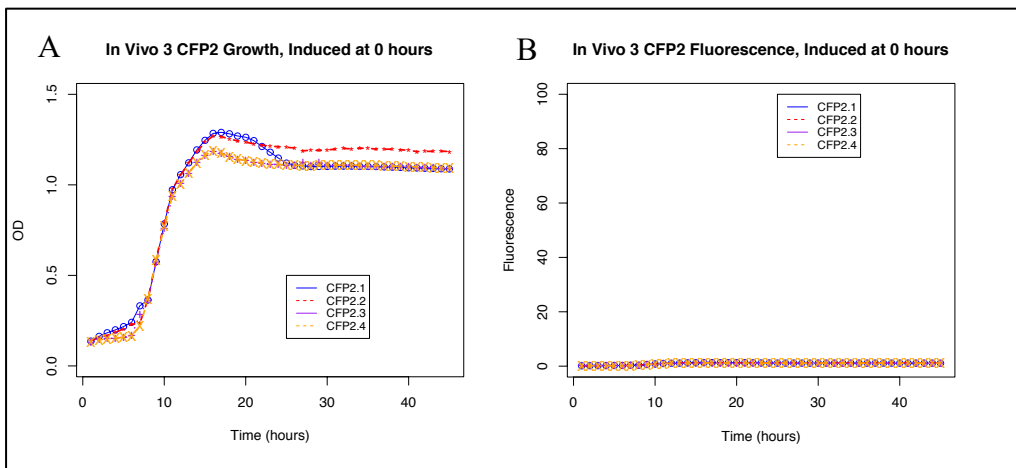 A
In Vivo 3 CFP2 Growth, Induced at 0 hours
OD
1.5
1.0
0.5
0.0
CFP2.1
CFP2.2
CFP2.3
CFP2.4
0 10 20 30 40
Time (hours)
B
In Vivo 3 CFP2 Fluorescence, Induced at 0 hours
Fluorescence
100
80
60
40
20
0
CFP2.1
CFP2.2
CFP2.3
CFP2.4
0 10 20 30 40
Time (hours)